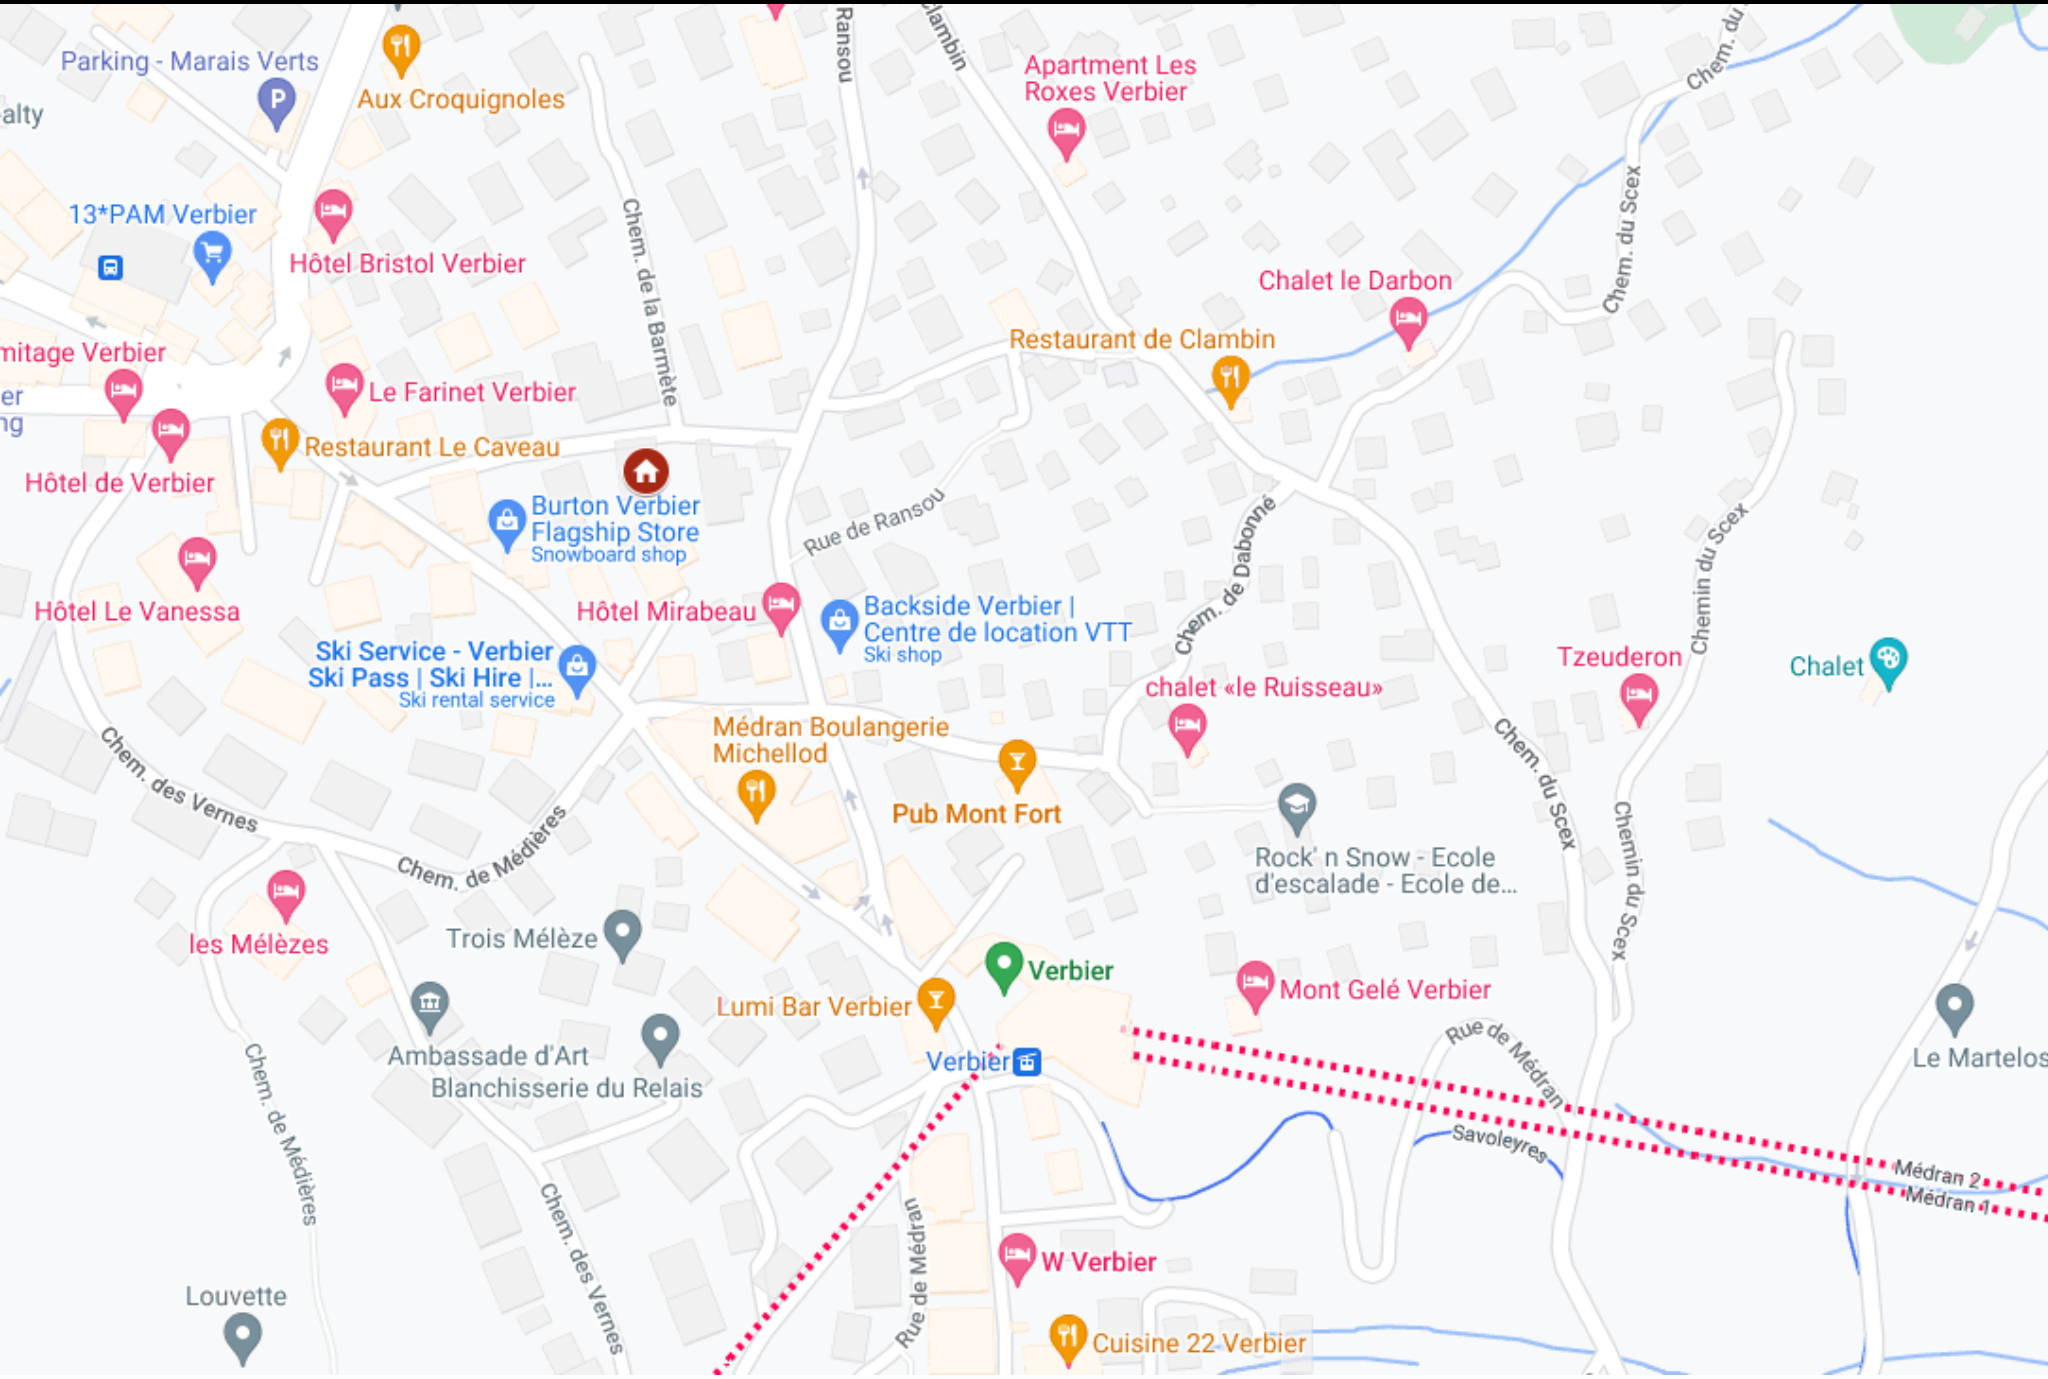 Parking - Marais Verts
Aux Croquignoles
ealty
13*PAM Verbier
Hôtel Bristol Verbier
Chem. de la Barmète
Ransou
Clambin
Apartment Les
Roxes Verbier
Chem. du
Chem. du Scex
Chalet le Darbon
Restaurant de Clambin
mitage Verbier
er
ng
Le Farinet Verbier
Restaurant Le Caveau
Hôtel de Verbier
Burton Verbier
Flagship Store
Snowboard shop
Rue de Ransou
Chem. de Dabonné
Chemin du Scex
Hôtel Le Vanessa
Hôtel Mirabeau
Backside Verbier |
Centre de location VTT
Ski shop
Ski Service - Verbier
Ski Pass | Ski Hire |...
Ski rental service
Tzeuderon
Chalet
chalet «le Ruisseau»
Médran Boulangerie
Michellod
Pub Mont Fort
Chem. du Scex
Chemin du Scex
Chem. des Vernes
Chem. de Médières
Rock' n Snow - Ecole
d'escalade - Ecole de...
les Mélèzes
Trois Mélèze
Verbier
Lumi Bar Verbier
Mont Gelé Verbier
Verbier
Rue de Médran
Ambassade d'Art
Blanchisserie du Relais
Le Martelos
Savoleyres
Médran 2
Médran 1
Chem. de Médières
Chem. des Vernes
Rue de Médran
W Verbier
Louvette
Cuisine 22 Verbier
P